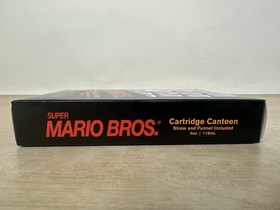 SUPER
MARIO BROS.
Cartridge Canteen
Straw and Funnel Included
4oz | 118mL